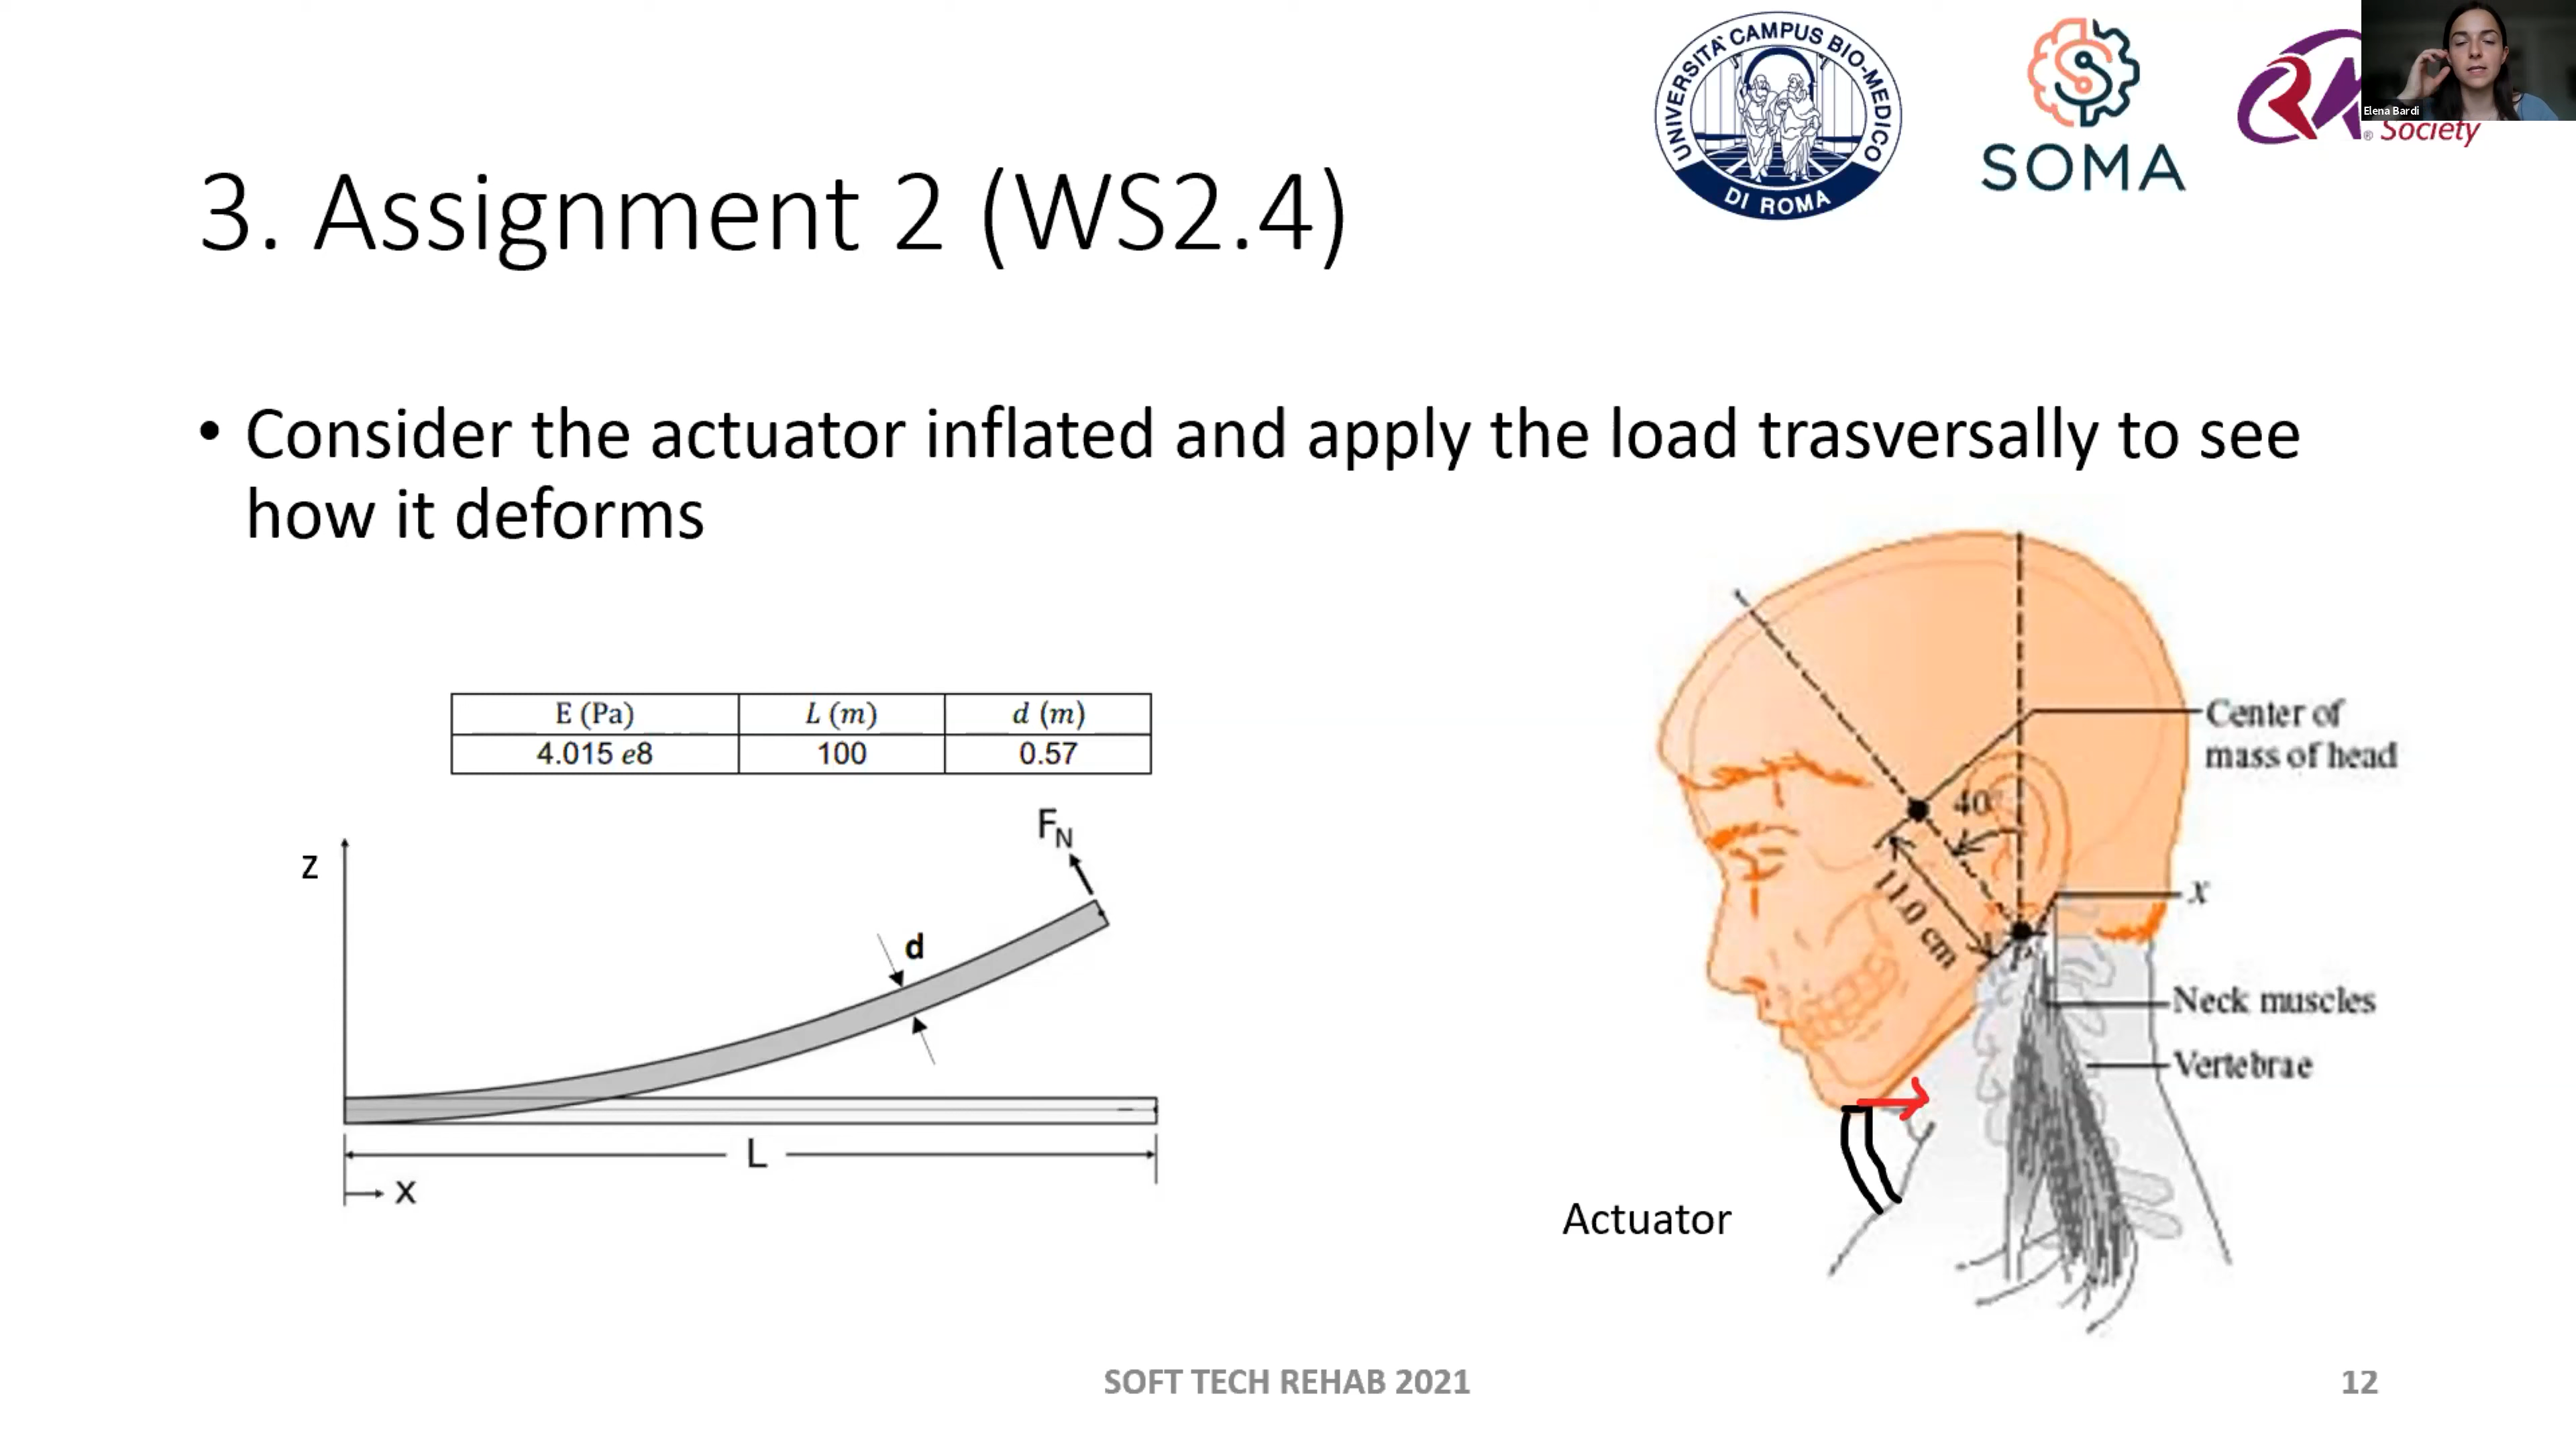 UNIVERSITA' CAMPUS BIO-MEDICO
DI ROMA
SOMA
R
® Society
Elena Bardi
3. Assignment 2 (WS2.4)
• Consider the actuator inflated and apply the load trasversally to see
how it deforms
E (Pa) L (m) d (m)
4.015 e8 100 0.57
z
F_N
d
L
x
Center of
mass of head
40°
11.0 cm
P
x
Neck muscles
Vertebrae
Actuator
SOFT TECH REHAB 2021
12